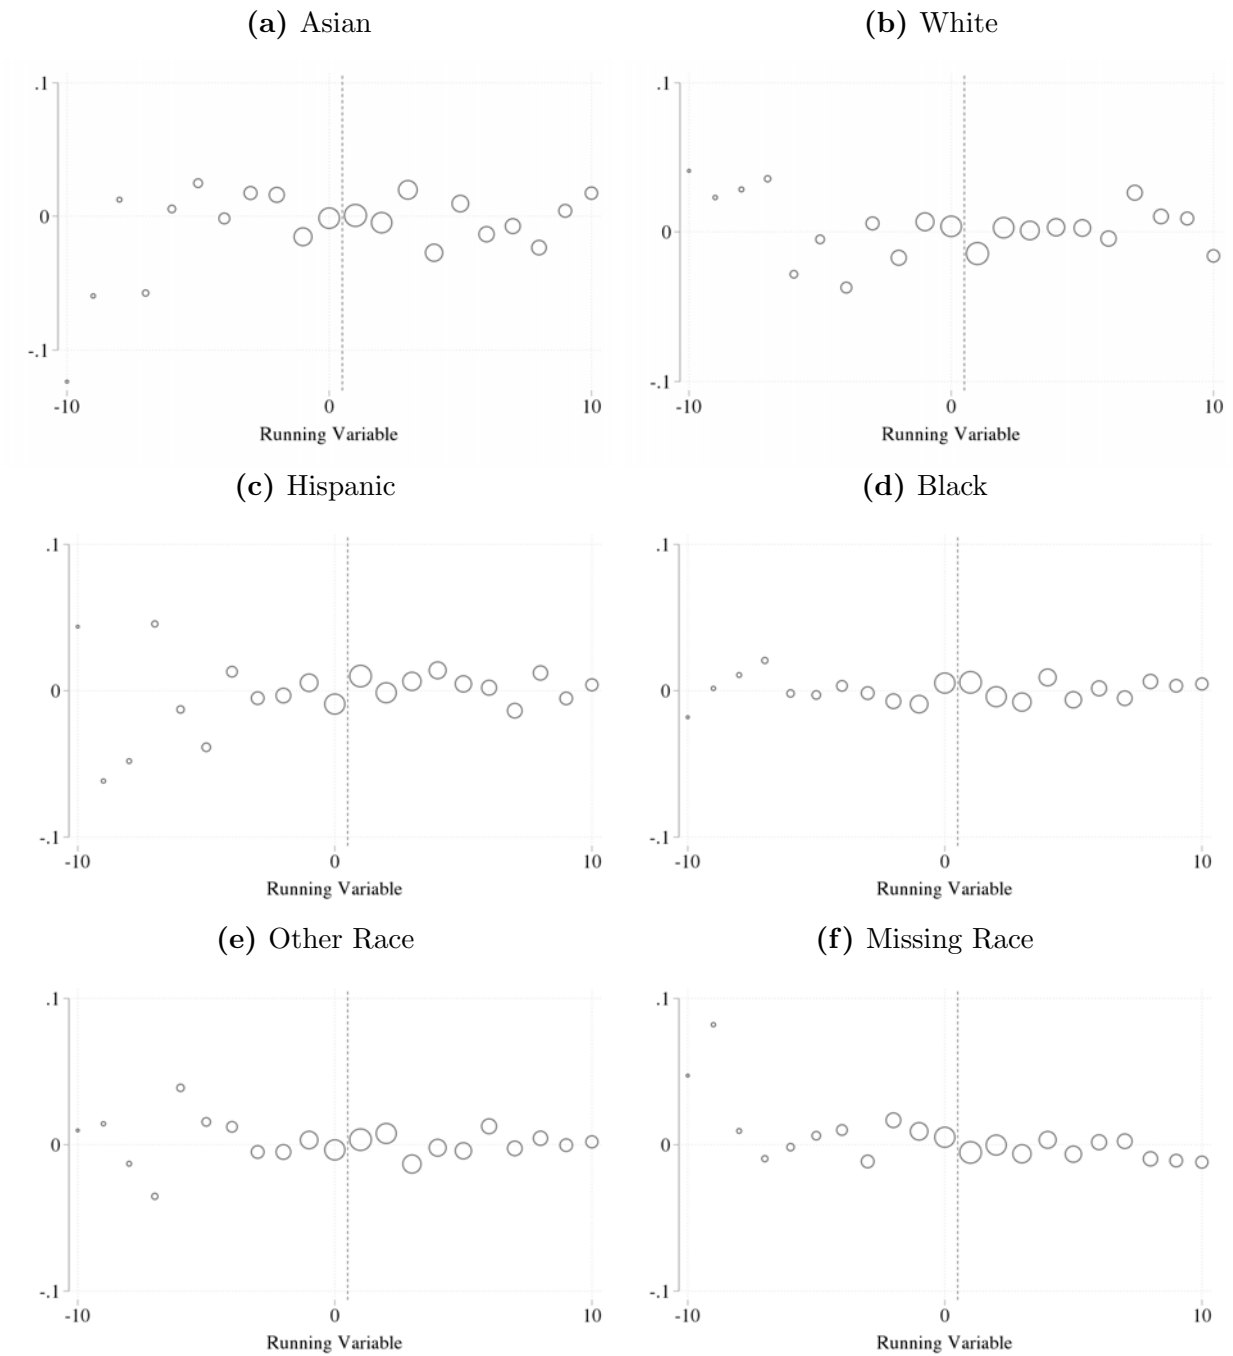 (a) Asian
.1
0
-.1
-10 0 10
Running Variable
(b) White
.1
0
-.1
-10 0 10
Running Variable
(c) Hispanic
.1
0
-.1
-10 0 10
Running Variable
(d) Black
.1
0
-.1
-10 0 10
Running Variable
(e) Other Race
.1
0
-.1
-10 0 10
Running Variable
(f) Missing Race
.1
0
-.1
-10 0 10
Running Variable